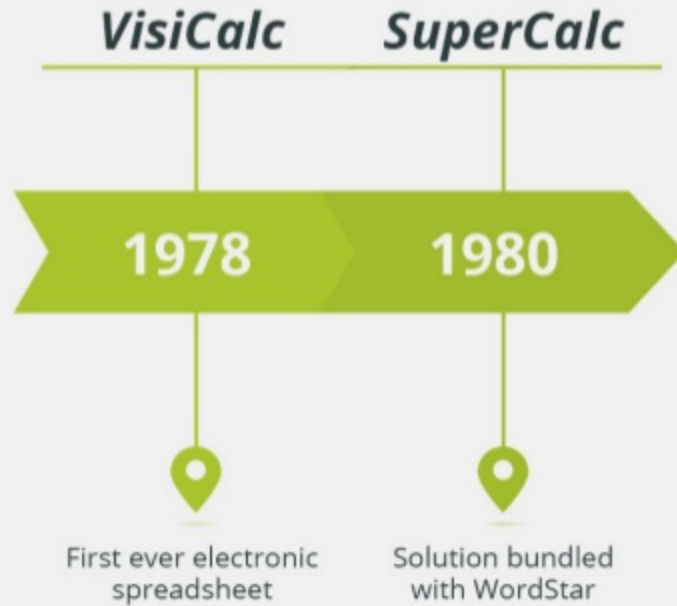 VisiCalc SuperCalc
1978 1980
First ever electronic
spreadsheet
Solution bundled
with WordStar